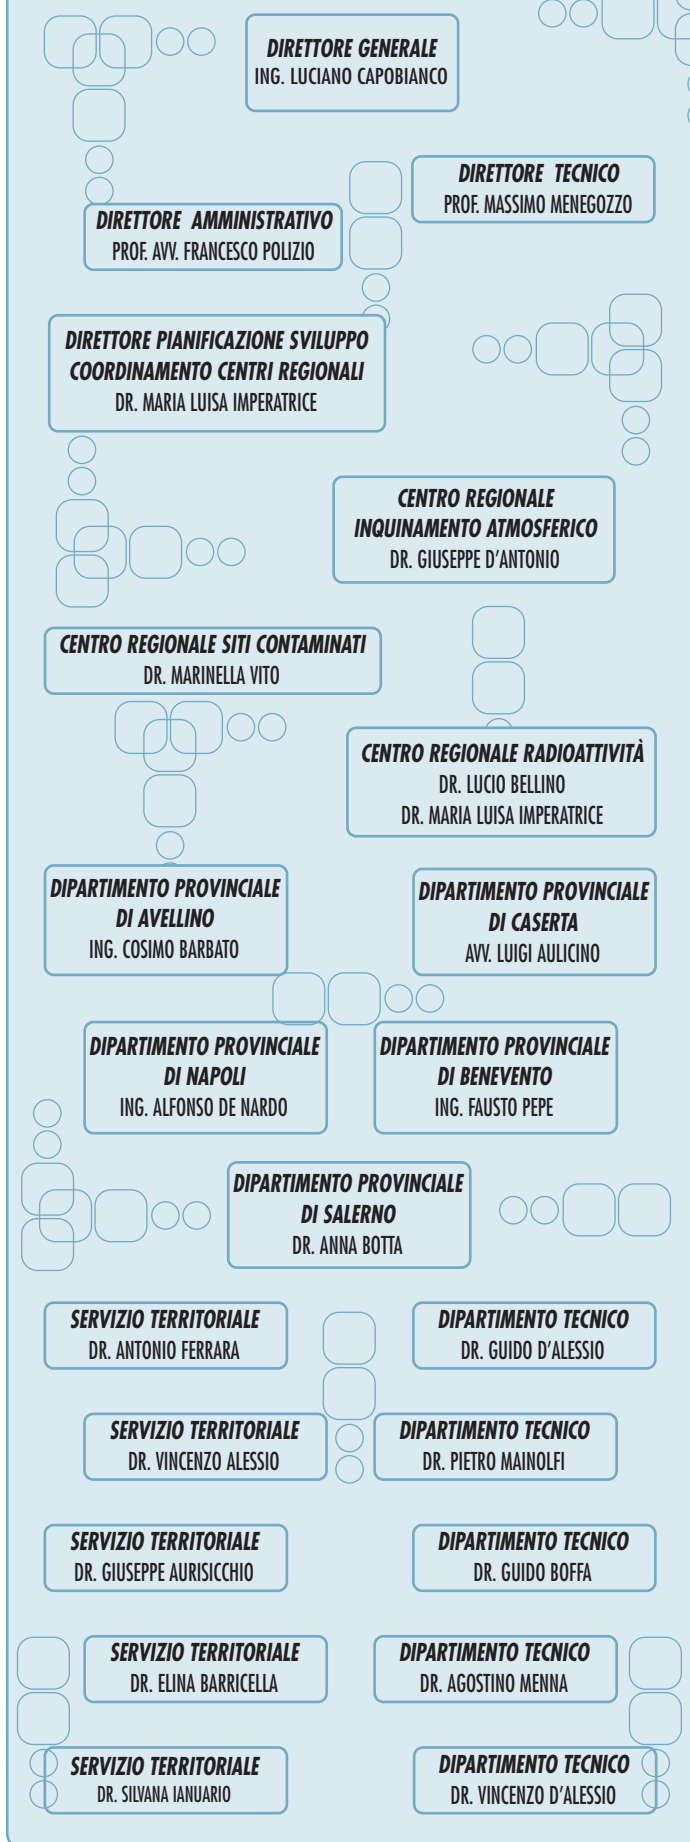 DIRETTORE GENERALE
ING. LUCIANO CAPOBIANCO
DIRETTORE TECNICO
PROF. MASSIMO MENEGOZZO
DIRETTORE AMMINISTRATIVO
PROF. AVV. FRANCESCO POLIZIO
DIRETTORE PIANIFICAZIONE SVILUPPO
COORDINAMENTO CENTRI REGIONALI
DR. MARIA LUISA IMPERATRICE
CENTRO REGIONALE
INQUINAMENTO ATMOSFERICO
DR. GIUSEPPE D'ANTONIO
CENTRO REGIONALE SITI CONTAMINATI
DR. MARINELLA VITO
CENTRO REGIONALE RADIOATTIVITÀ
DR. LUCIO BELLINO
DR. MARIA LUISA IMPERATRICE
DIPARTIMENTO PROVINCIALE
DI AVELLINO
ING. COSIMO BARBATO
DIPARTIMENTO PROVINCIALE
DI CASERTA
AVV. LUIGI AULICINO
DIPARTIMENTO PROVINCIALE
DI NAPOLI
ING. ALFONSO DE NARDO
DIPARTIMENTO PROVINCIALE
DI BENEVENTO
ING. FAUSTO PEPE
DIPARTIMENTO PROVINCIALE
DI SALERNO
DR. ANNA BOTTA
SERVIZIO TERRITORIALE
DR. ANTONIO FERRARA
DIPARTIMENTO TECNICO
DR. GUIDO D'ALESSIO
SERVIZIO TERRITORIALE
DR. VINCENZO ALESSIO
DIPARTIMENTO TECNICO
DR. PIETRO MAINOLFI
SERVIZIO TERRITORIALE
DR. GIUSEPPE AURISICCHIO
DIPARTIMENTO TECNICO
DR. GUIDO BOFFA
SERVIZIO TERRITORIALE
DR. ELINA BARRICELLA
DIPARTIMENTO TECNICO
DR. AGOSTINO MENNA
SERVIZIO TERRITORIALE
DR. SILVANA IANUARIO
DIPARTIMENTO TECNICO
DR. VINCENZO D'ALESSIO